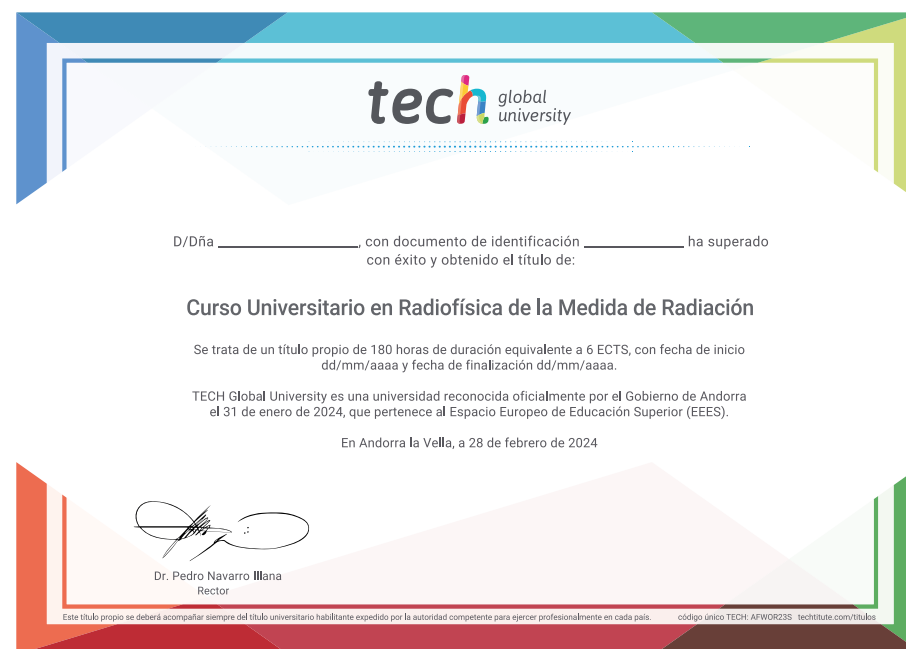 tech global university
D/Dña ____________, con documento de identificación ____________ ha superado
con éxito y obtenido el título de:
Curso Universitario en Radiofísica de la Medida de Radiación
Se trata de un título propio de 180 horas de duración equivalente a 6 ECTS, con fecha de inicio
dd/mm/aaaa y fecha de finalización dd/mm/aaaa.
TECH Global University es una universidad reconocida oficialmente por el Gobierno de Andorra
el 31 de enero de 2024, que pertenece al Espacio Europeo de Educación Superior (EEES).
En Andorra la Vella, a 28 de febrero de 2024
Dr. Pedro Navarro Illana
Rector
Este título propio se deberá acompañar siempre del título universitario habilitante expedido por la autoridad competente para ejercer profesionalmente en cada país. código único TECH: AFWOR23S techtitute.com/titulos